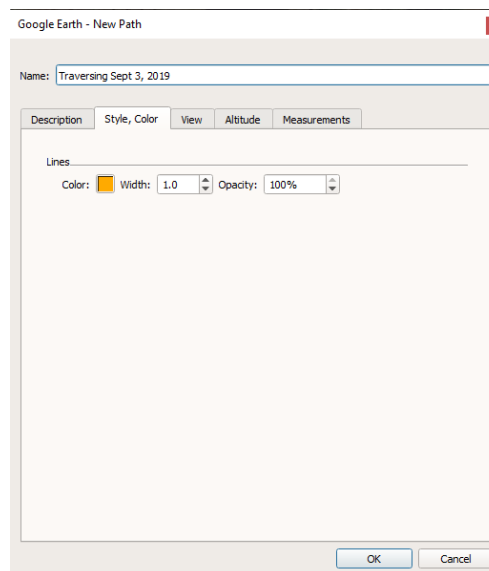 Google Earth - New Path
Name: Traversing Sept 3, 2019
Description Style, Color View Altitude Measurements
Lines
Color: Width: 1.0 Opacity: 100%
OK Cancel